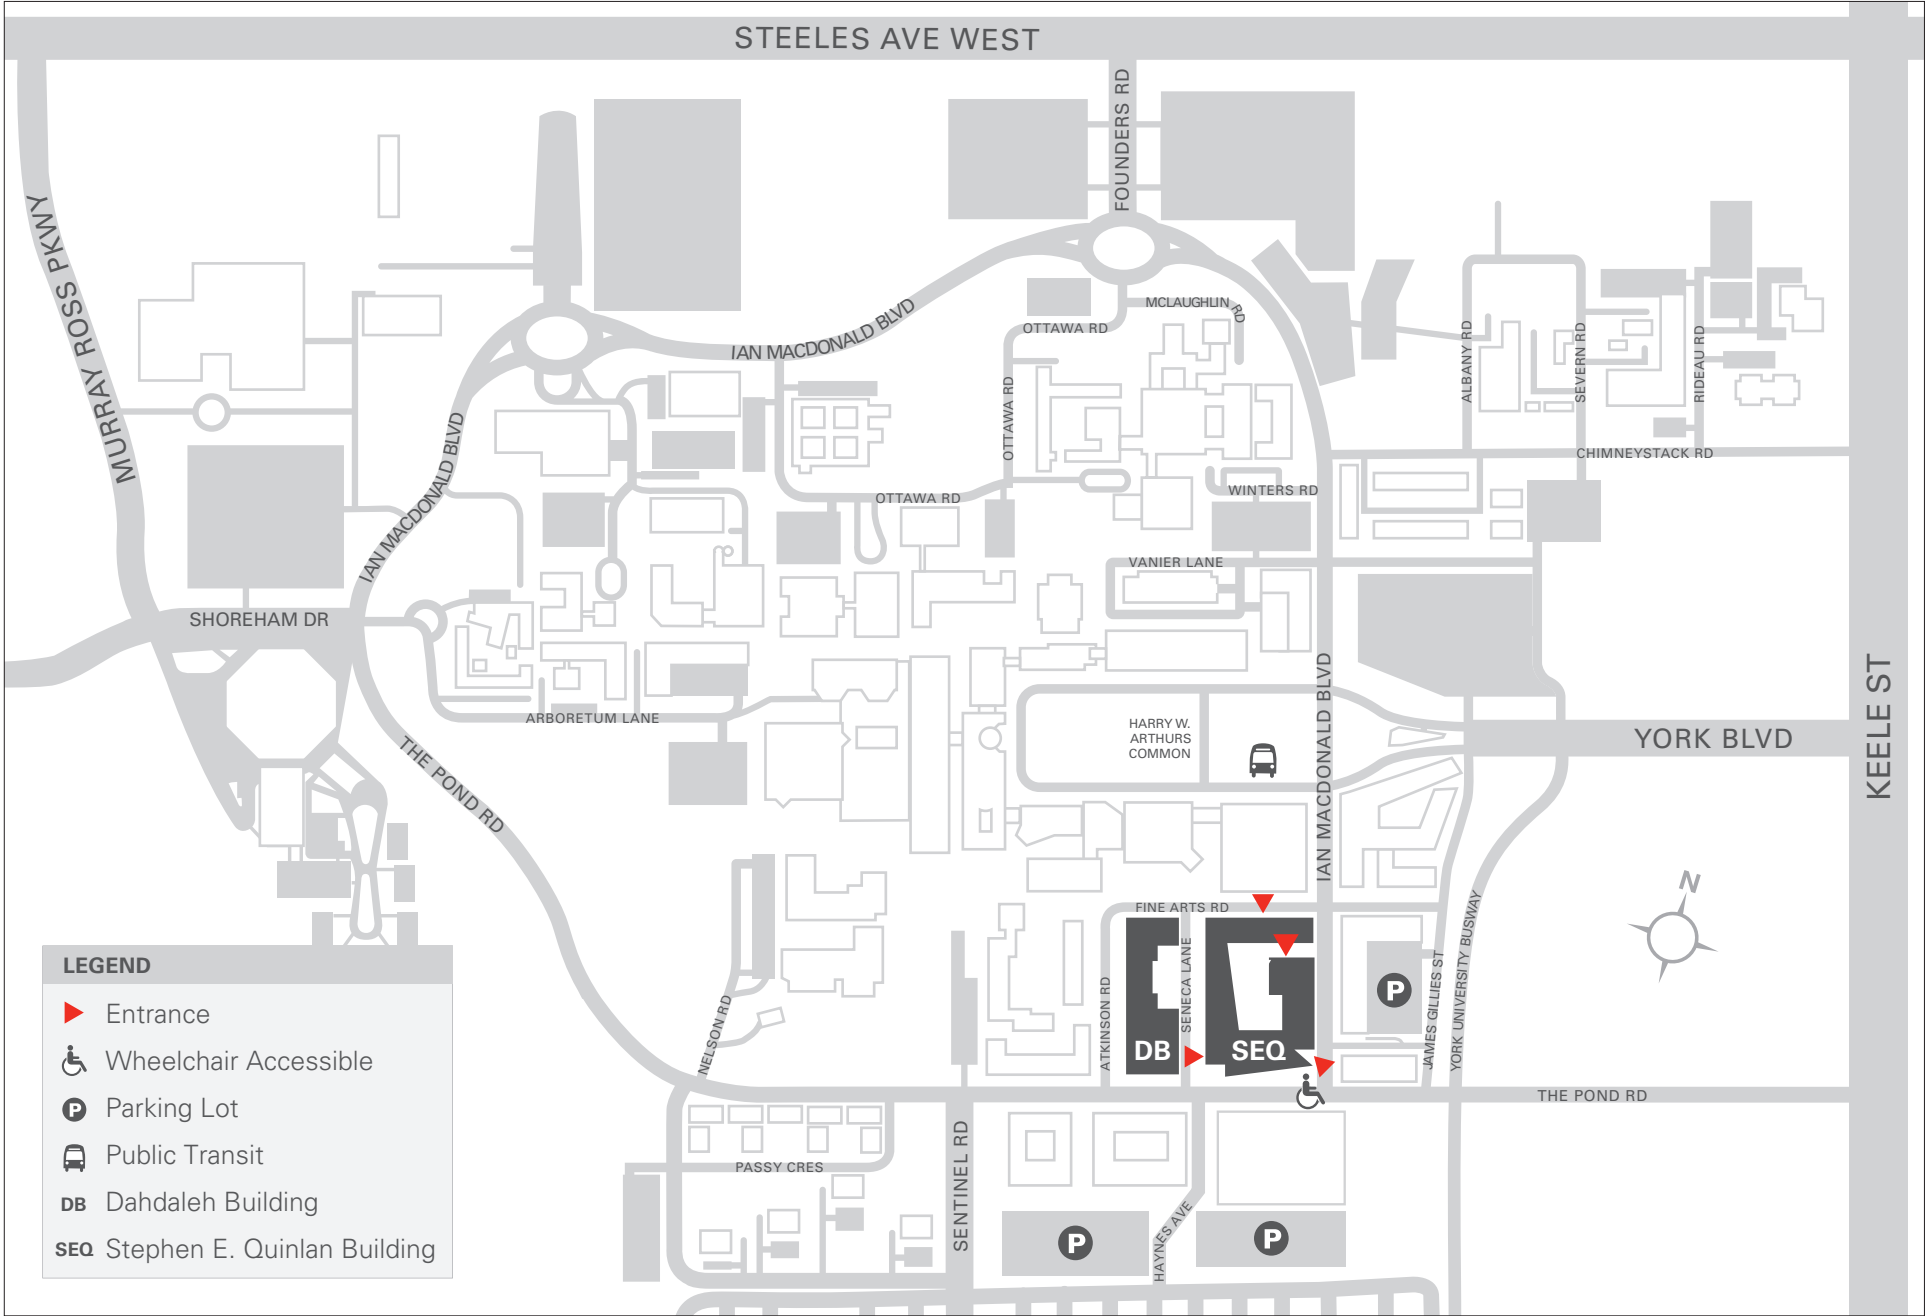 STEELES AVE WEST
FOUNDERS RD
MURRAY ROSS PKWY
IAN MACDONALD BLVD
MCLAUGHLIN RD
OTTAWA RD
OTTAWA RD
OTTAWA RD
ALBANY RD
SEVERN RD
RIDEAU RD
IAN MACDONALD BLVD
CHIMNEYSTACK RD
WINTERS RD
VANIER LANE
SHOREHAM DR
ARBORETUM LANE
THE POND RD
HARRY W.
ARTHURS
COMMON
IAN MACDONALD BLVD
YORK BLVD
KEELE ST
N
FINE ARTS RD
ATKINSON RD
SENECA LANE
DB
SEQ
P
JAMES GILLIES ST
YORK UNIVERSITY BUSWAY
NELSON RD
THE POND RD
PASSY CRES
SENTINEL RD
HAYNES AVE
P
P
LEGEND
Entrance
Wheelchair Accessible
P Parking Lot
Public Transit
DB Dahdaleh Building
SEQ Stephen E. Quinlan Building